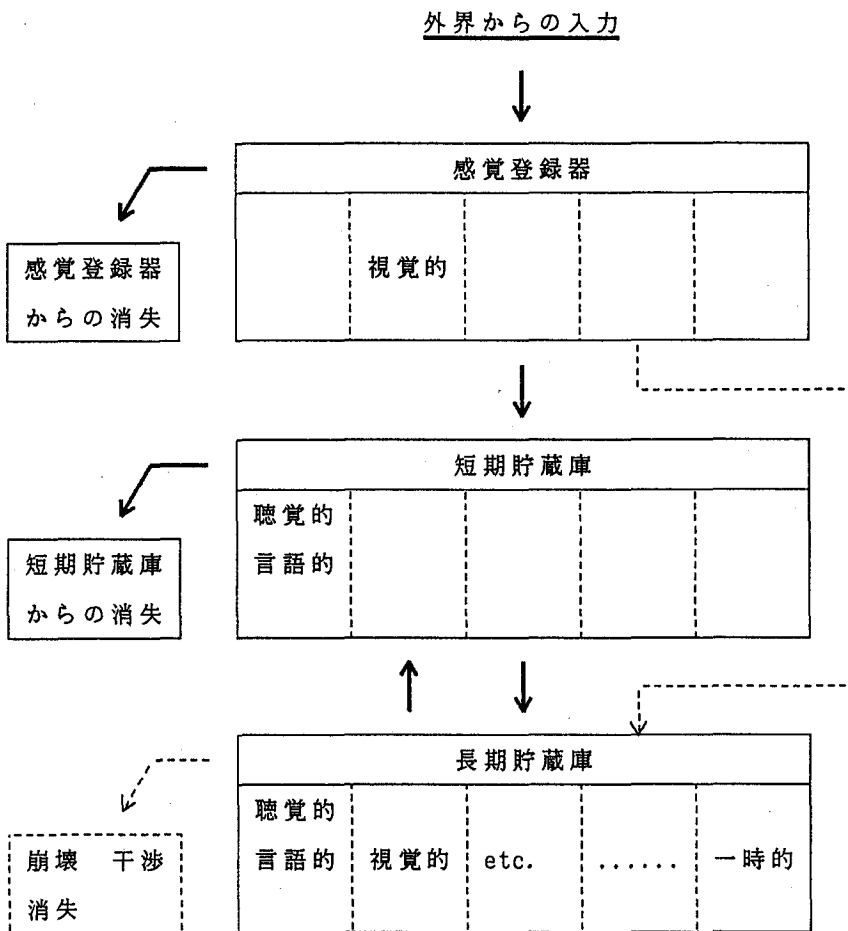 外界からの入力
感覚登録器
視覚的
感覚登録器
からの消失
短期貯蔵庫
聴覚的
言語的
短期貯蔵庫
からの消失
長期貯蔵庫
聴覚的
言語的
視覚的
etc.
......
一時的
崩壊 干渉
消失